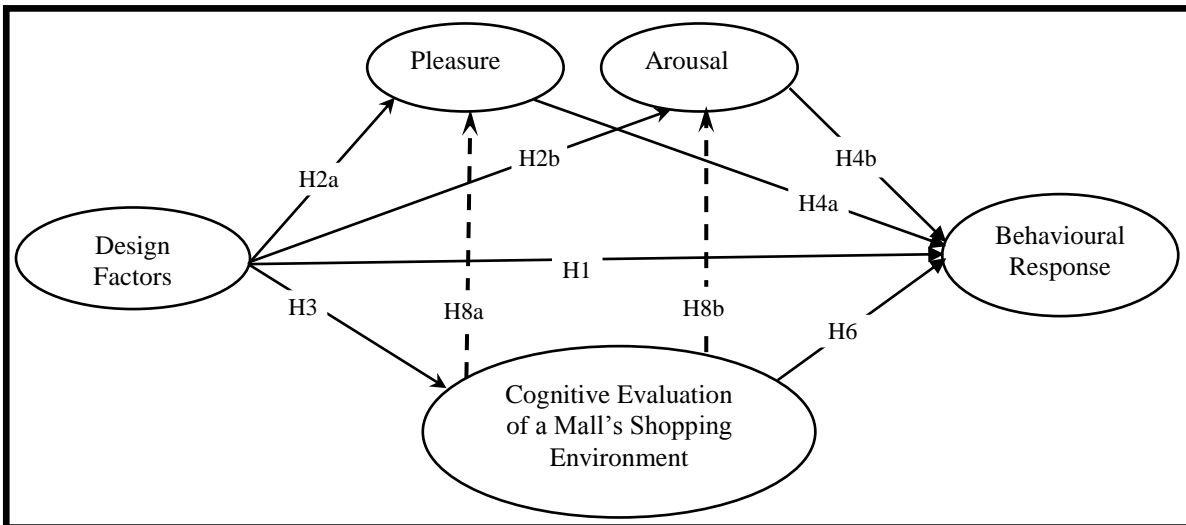 Pleasure
Arousal
H2b
H4b
H2a
H4a
Design
Factors
Behavioural
Response
H1
H3
H8a
H8b
H6
Cognitive Evaluation
of a Mall’s Shopping
Environment